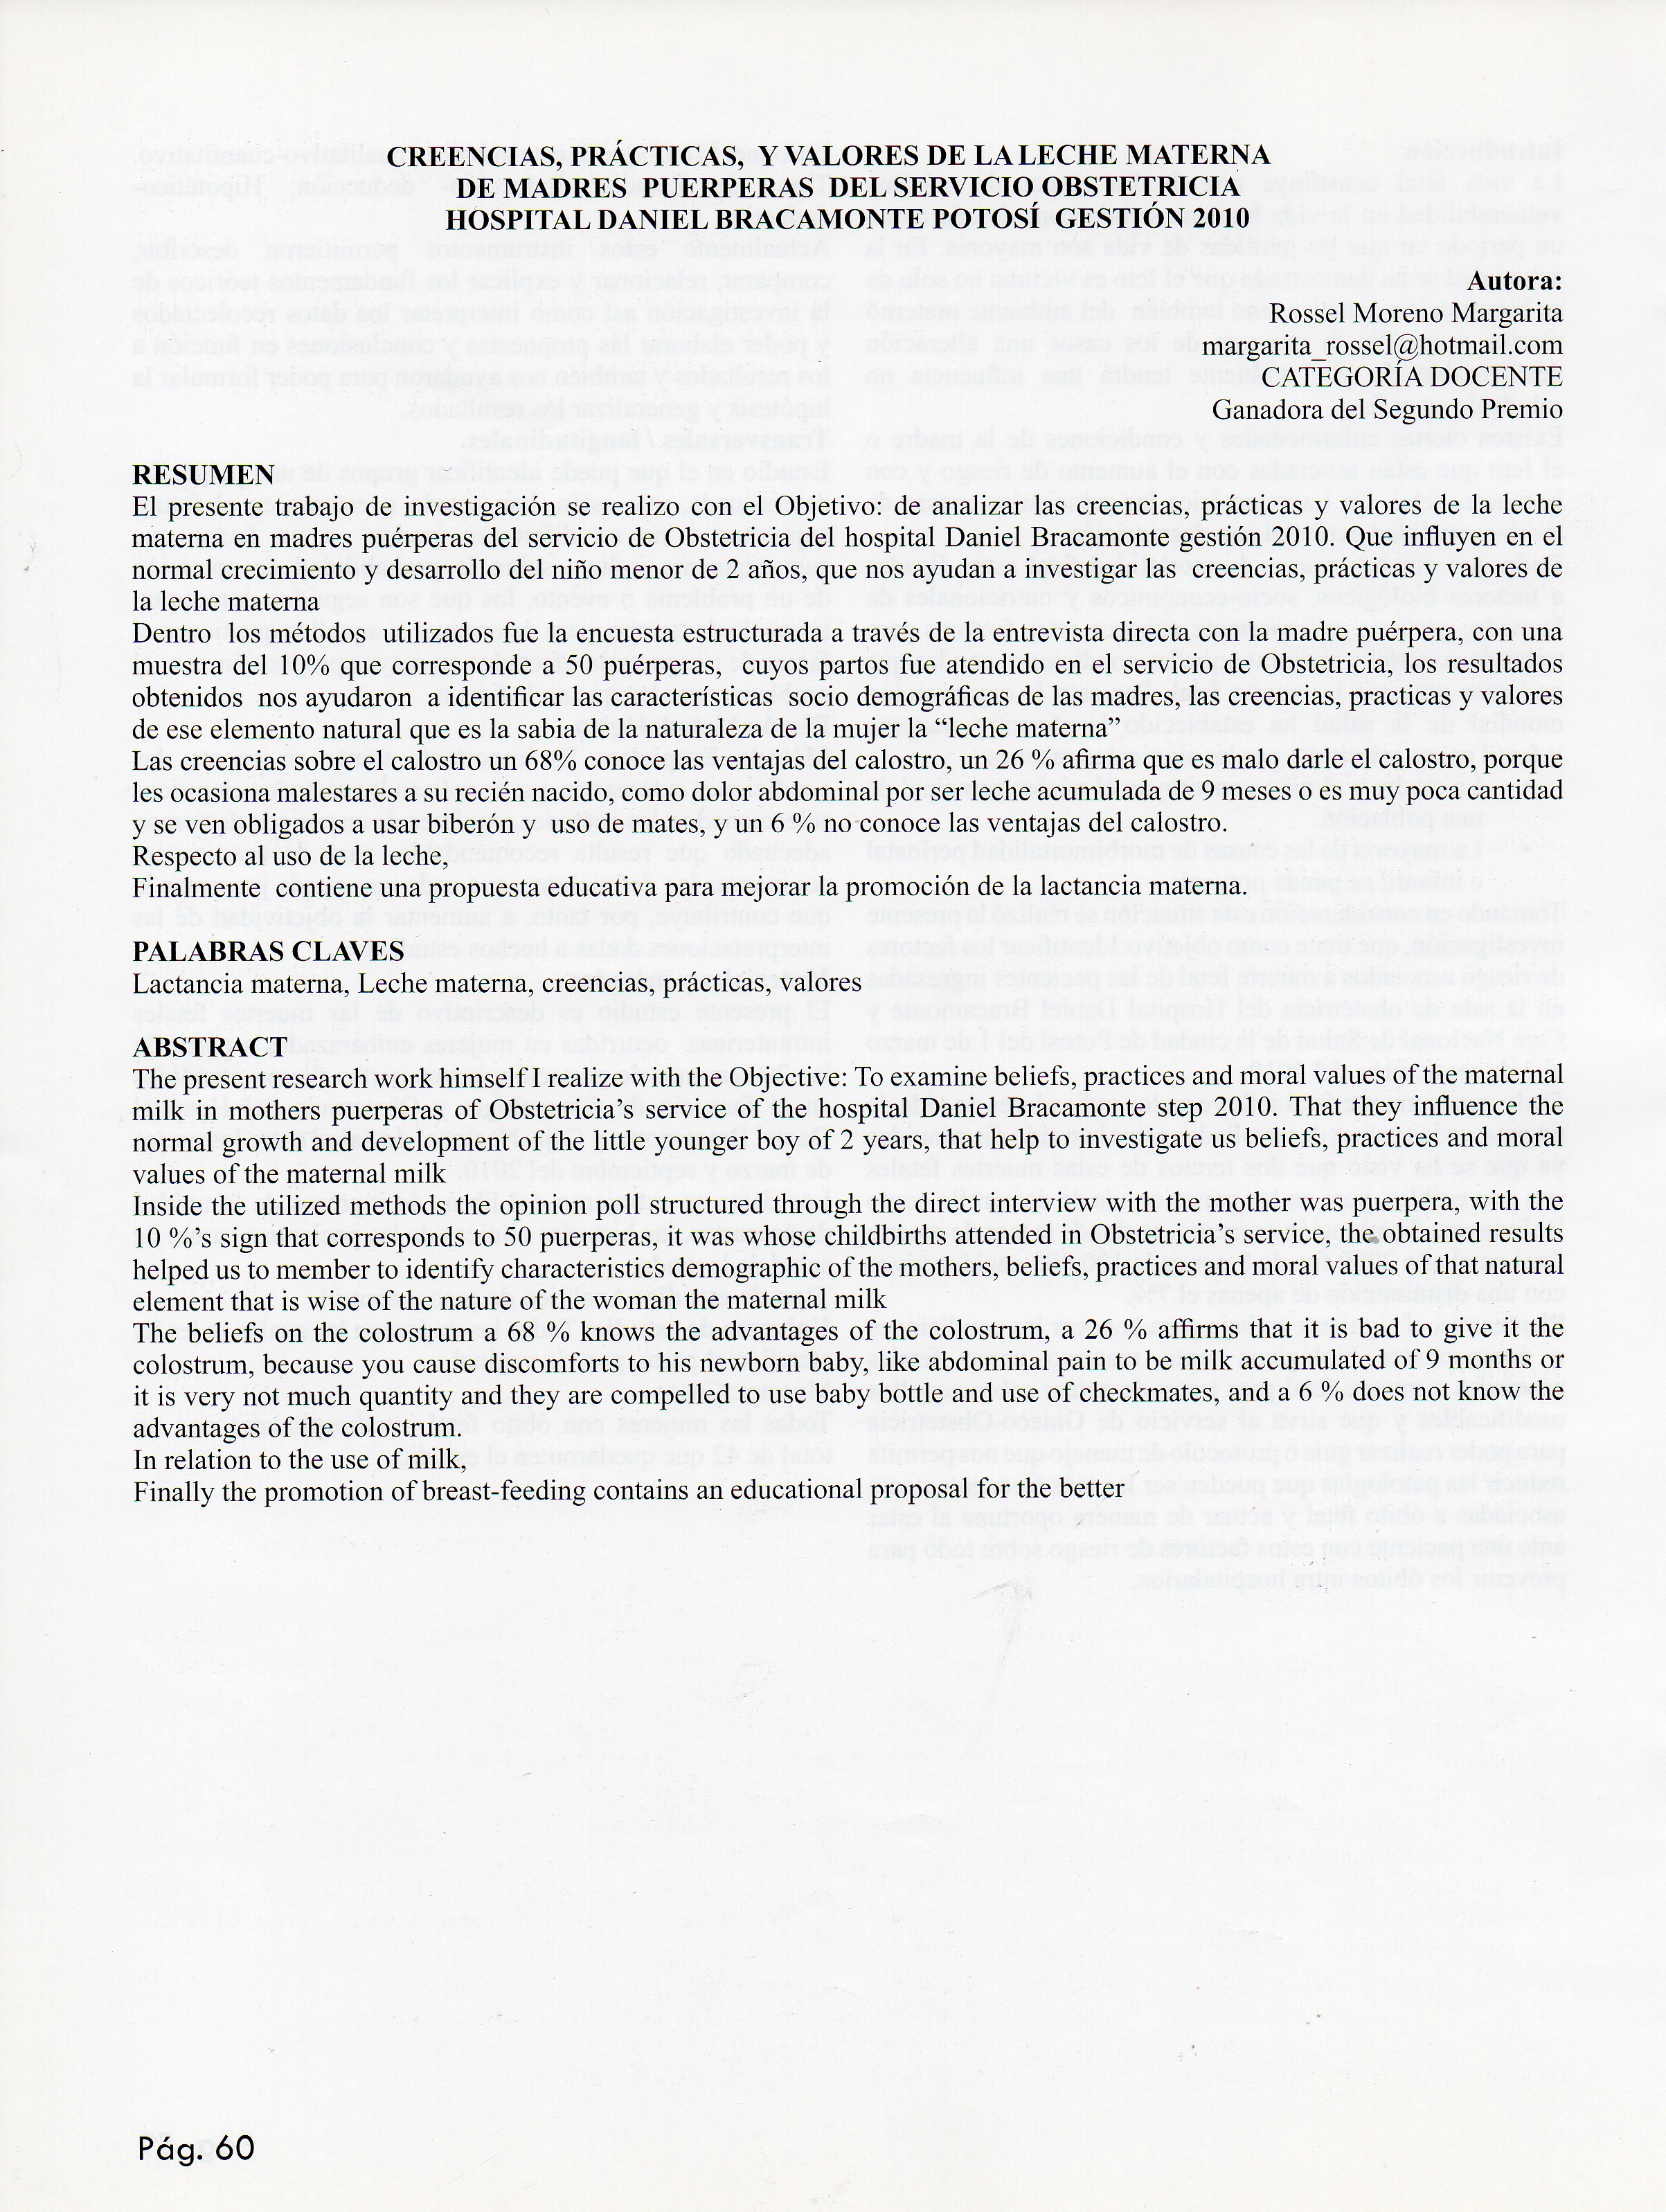 CREENCIAS, PRÁCTICAS, Y VALORES DE LA LECHE MATERNA
DE MADRES PUERPERAS DEL SERVICIO OBSTETRICIA
HOSPITAL DANIEL BRACAMONTE POTOSÍ GESTIÓN 2010
Autora:
Rossel Moreno Margarita
margarita_rossel@hotmail.com
CATEGORÍA DOCENTE
Ganadora del Segundo Premio
RESUMEN
El presente trabajo de investigación se realizo con el Objetivo: de analizar las creencias, prácticas y valores de la leche
materna en madres puérperas del servicio de Obstetricia del hospital Daniel Bracamonte gestión 2010. Que influyen en el
normal crecimiento y desarrollo del niño menor de 2 años, que nos ayudan a investigar las creencias, prácticas y valores de
la leche materna
Dentro los métodos utilizados fue la encuesta estructurada a través de la entrevista directa con la madre puérpera, con una
muestra del 10% que corresponde a 50 puérperas, cuyos partos fue atendido en el servicio de Obstetricia, los resultados
obtenidos nos ayudaron a identificar las características socio demográficas de las madres, las creencias, practicas y valores
de ese elemento natural que es la sabia de la naturaleza de la mujer la “leche materna”
Las creencias sobre el calostro un 68% conoce las ventajas del calostro, un 26 % afirma que es malo darle el calostro, porque
les ocasiona malestares a su recién nacido, como dolor abdominal por ser leche acumulada de 9 meses o es muy poca cantidad
y se ven obligados a usar biberón y uso de mates, y un 6 % no conoce las ventajas del calostro.
Respecto al uso de la leche,
Finalmente contiene una propuesta educativa para mejorar la promoción de la lactancia materna.
PALABRAS CLAVES
Lactancia materna, Leche materna, creencias, prácticas, valores
ABSTRACT
The present research work himself I realize with the Objective: To examine beliefs, practices and moral values of the maternal
milk in mothers puerperas of Obstetricia’s service of the hospital Daniel Bracamonte step 2010. That they influence the
normal growth and development of the little younger boy of 2 years, that help to investigate us beliefs, practices and moral
values of the maternal milk
Inside the utilized methods the opinion poll structured through the direct interview with the mother was puerpera, with the
10 %’s sign that corresponds to 50 puerperas, it was whose childbirths attended in Obstetricia’s service, the obtained results
helped us to member to identify characteristics demographic of the mothers, beliefs, practices and moral values of that natural
element that is wise of the nature of the woman the maternal milk
The beliefs on the colostrum a 68 % knows the advantages of the colostrum, a 26 % affirms that it is bad to give it the
colostrum, because you cause discomforts to his newborn baby, like abdominal pain to be milk accumulated of 9 months or
it is very not much quantity and they are compelled to use baby bottle and use of checkmates, and a 6 % does not know the
advantages of the colostrum.
In relation to the use of milk,
Finally the promotion of breast-feeding contains an educational proposal for the better
Pág. 60